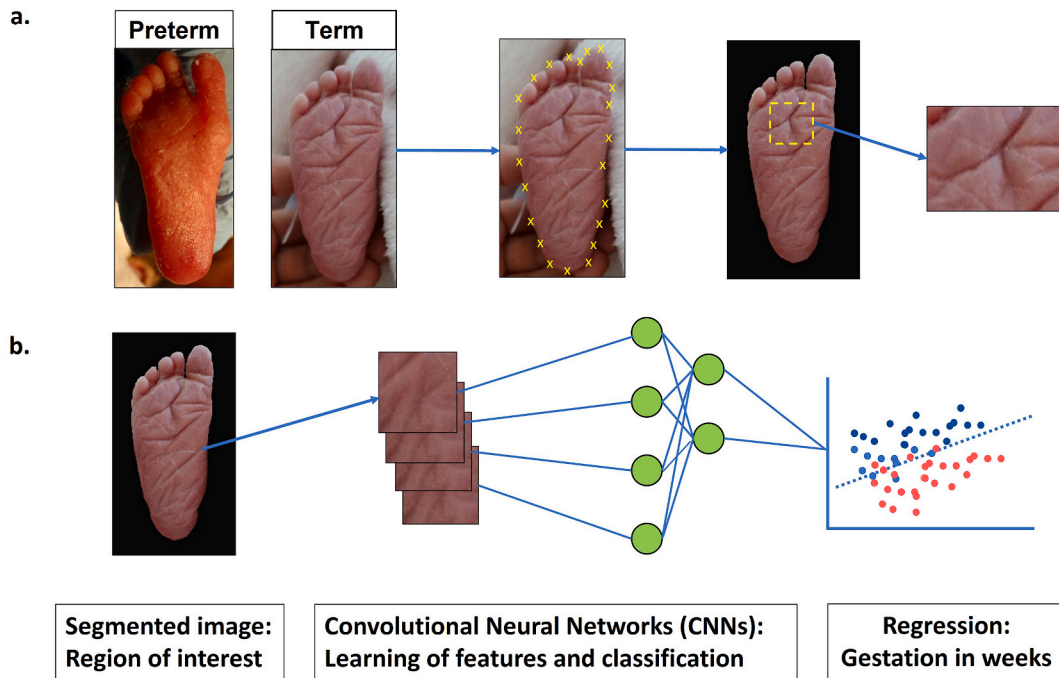 a.
Preterm
Term
b.
Segmented image:
Region of interest
Convolutional Neural Networks (CNNs):
Learning of features and classification
Regression:
Gestation in weeks